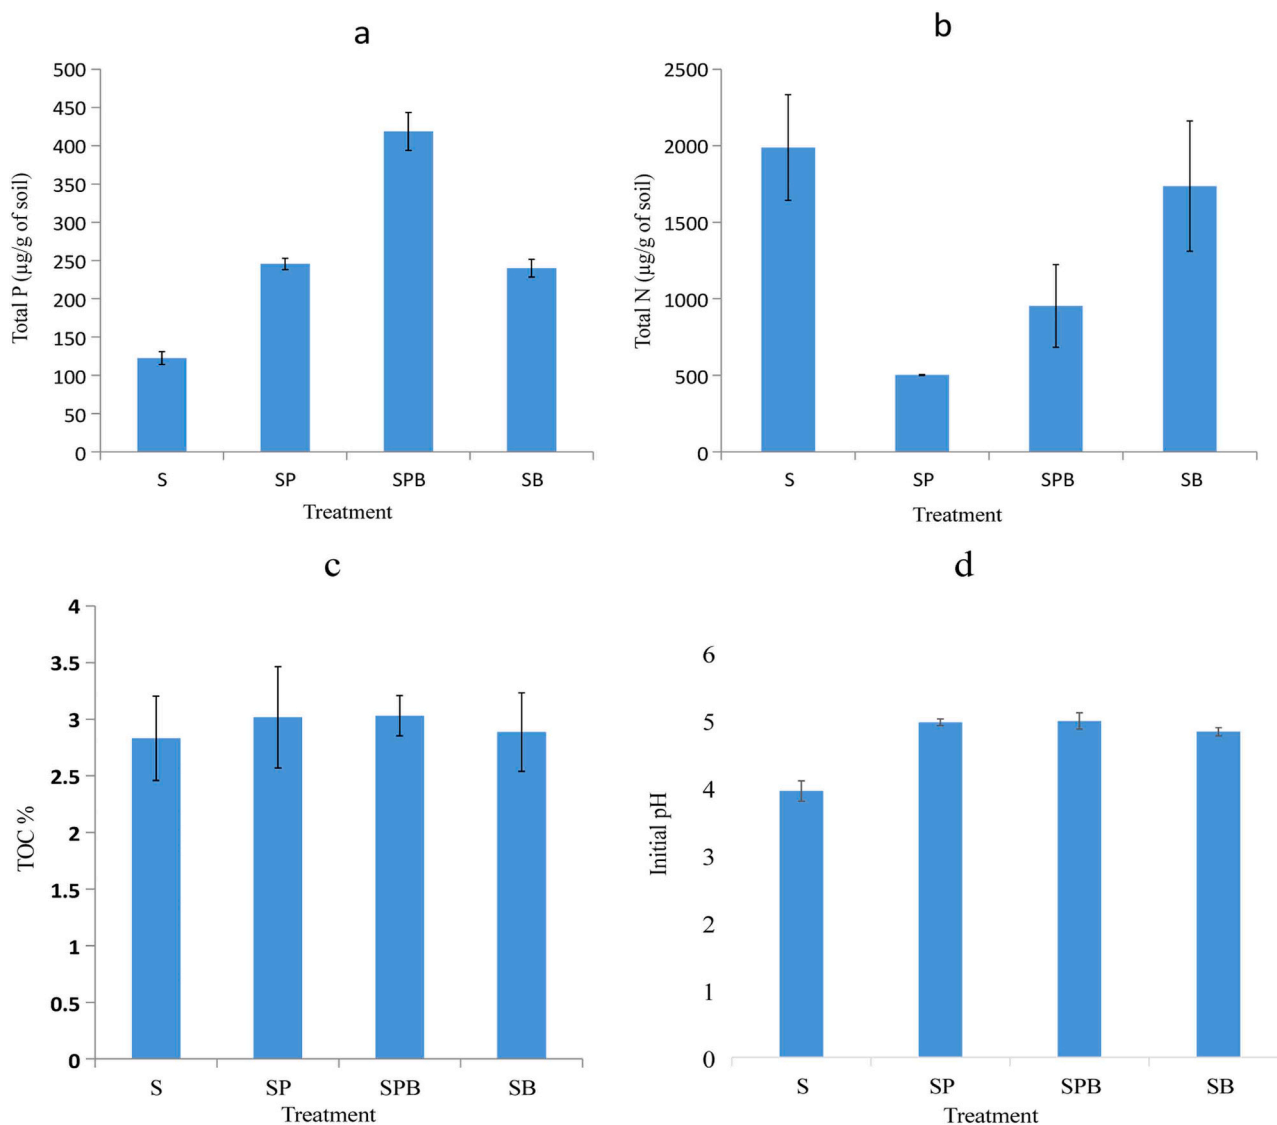 a
500
450
400
350
300
250
200
150
100
50
0
Total P (µg/g of soil)
S SP SPB SB
Treatment
b
2500
2000
1500
1000
500
0
Total N (µg/g of soil)
S SP SPB SB
Treatment
c
4
3.5
3
2.5
2
1.5
1
0.5
0
TOC %
S SP SPB SB
Treatment
d
6
5
4
3
2
1
0
Initial pH
S SP SPB SB
Treatment